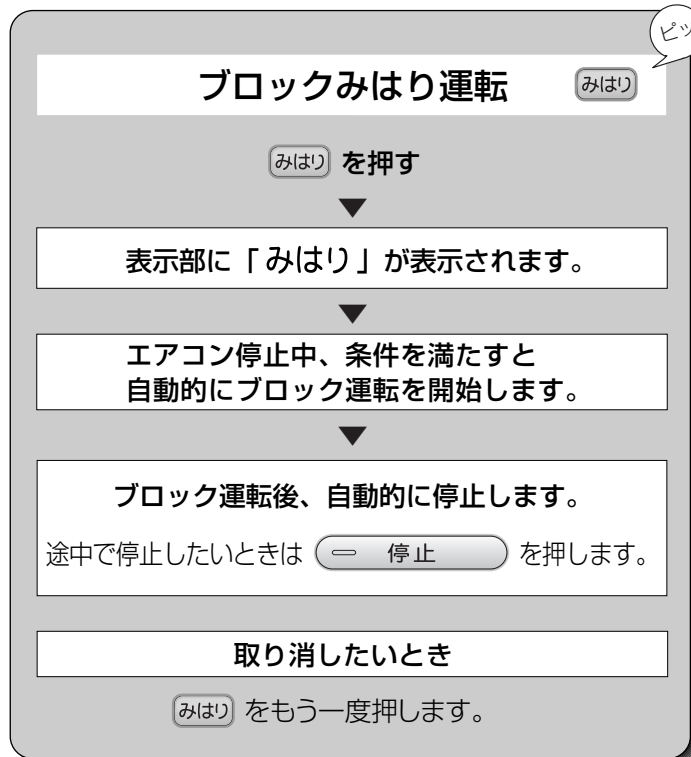 ピッ
ブロックみはり運転 みはり
みはり を押す
表示部に「みはり」が表示されます。
エアコン停止中、条件を満たすと
自動的にブロック運転を開始します。
ブロック運転後、自動的に停止します。
途中で停止したいときは 停止 を押します。
取り消したいとき
みはり をもう一度押します。